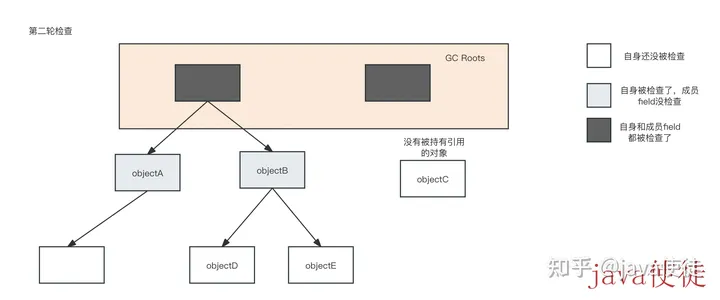 第二轮检查
GC Roots
自身还没被检查
自身被检查了，成员
field没检查
自身和成员field
都被检查了
没有被持有引用
的对象
objectA
objectB
objectC
objectD
objectE
知乎 @java使徒
java使徒